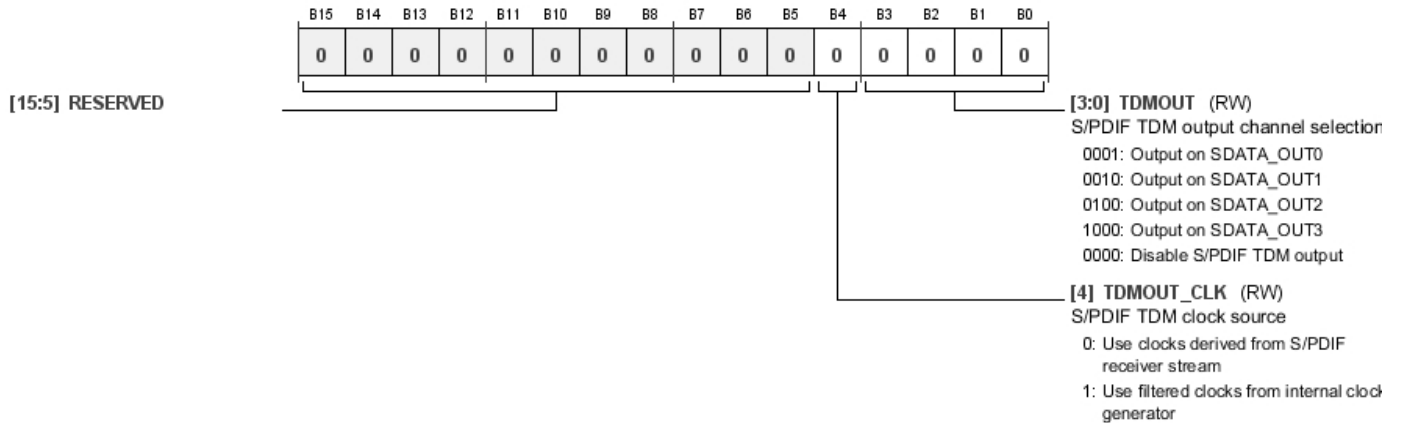 B15 B14 B13 B12 B11 B10 B9 B8 B7 B6 B5 B4 B3 B2 B1 B0
0 0 0 0 0 0 0 0 0 0 0 0 0 0 0 0
[15:5] RESERVED
[3:0] TDMOUT (RW)
S/PDIF TDM output channel selection
0001: Output on SDATA_OUT0
0010: Output on SDATA_OUT1
0100: Output on SDATA_OUT2
1000: Output on SDATA_OUT3
0000: Disable S/PDIF TDM output
[4] TDMOUT_CLK (RW)
S/PDIF TDM clock source
0: Use clocks derived from S/PDIF
receiver stream
1: Use filtered clocks from internal clock
generator